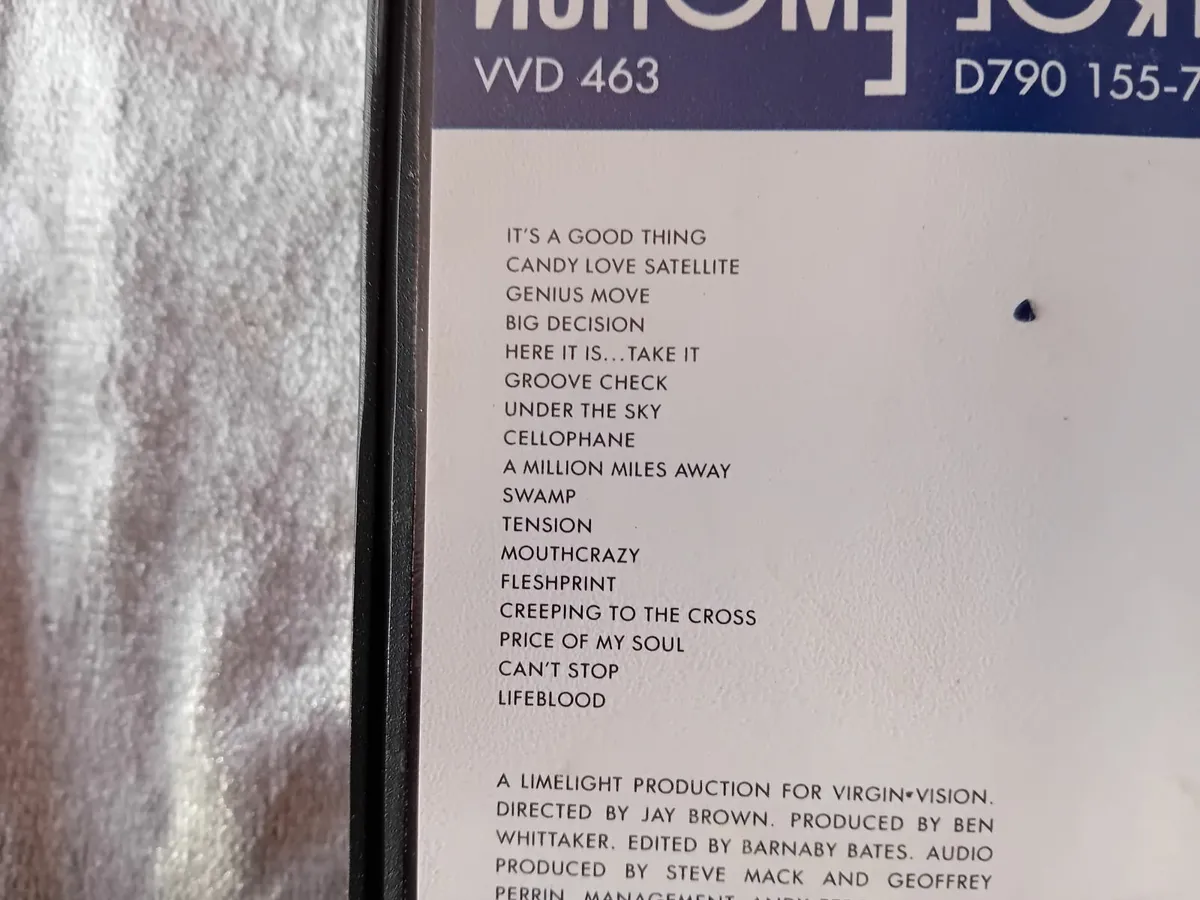 VVD 463
D790 155-7
IT'S A GOOD THING
CANDY LOVE SATELLITE
GENIUS MOVE
BIG DECISION
HERE IT IS...TAKE IT
GROOVE CHECK
UNDER THE SKY
CELLOPHANE
A MILLION MILES AWAY
SWAMP
TENSION
MOUTHCRAZY
FLESHPRINT
CREEPING TO THE CROSS
PRICE OF MY SOUL
CAN'T STOP
LIFEBLOOD
A LIMELIGHT PRODUCTION FOR VIRGIN VISION.
DIRECTED BY JAY BROWN. PRODUCED BY BEN
WHITTAKER. EDITED BY BARNABY BATES. AUDIO
PRODUCED BY STEVE MACK AND GEOFFREY
PERRIN. MANAGEMENT